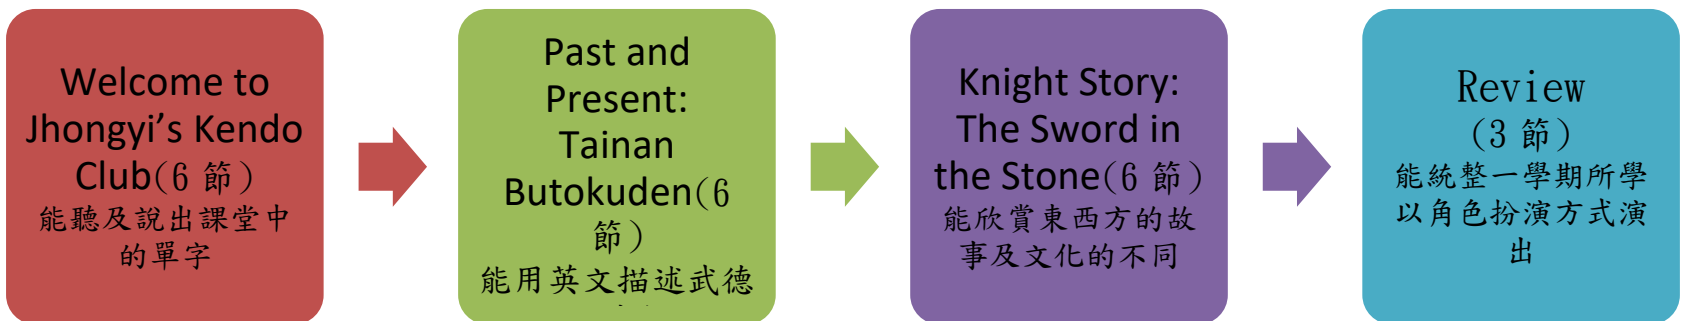 Welcome to
Jhongyi’s Kendo
Club(6 節)
能聽及說出課堂中
的單字
Past and
Present:
Tainan
Butokuden(6
節)
能用英文描述武德
Knight Story:
The Sword in
the Stone(6 節)
能欣賞東西方的故
事及文化的不同
Review
(3 節)
能統整一學期所學
以角色扮演方式演
出